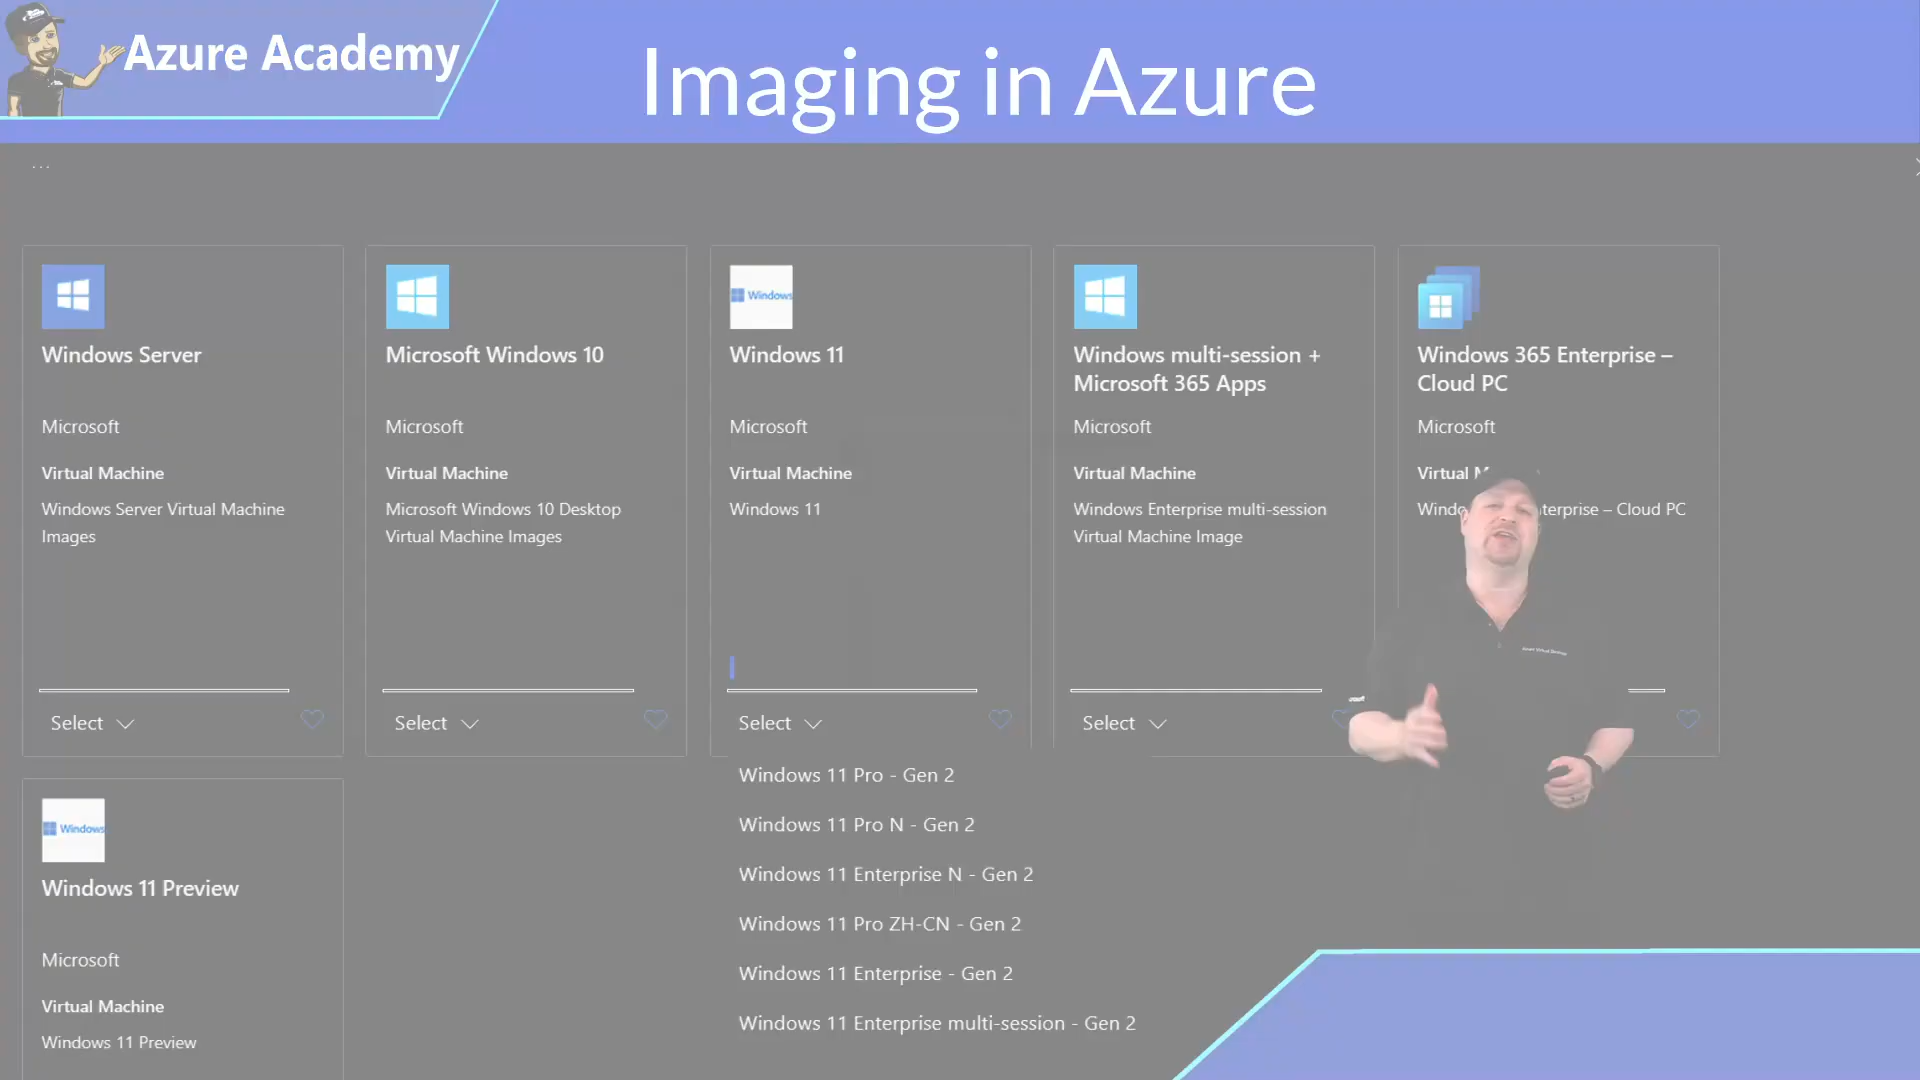 Azure Academy
Imaging in Azure
...
Windows Server
Microsoft
Virtual Machine
Windows Server Virtual Machine
Images
Select
Microsoft Windows 10
Microsoft
Virtual Machine
Microsoft Windows 10 Desktop
Virtual Machine Images
Select
Windows
Windows 11
Microsoft
Virtual Machine
Windows 11
Select
Windows 11 Pro - Gen 2
Windows 11 Pro N - Gen 2
Windows 11 Enterprise N - Gen 2
Windows 11 Pro ZH-CN - Gen 2
Windows 11 Enterprise - Gen 2
Windows 11 Enterprise multi-session - Gen 2
Windows multi-session +
Microsoft 365 Apps
Microsoft
Virtual Machine
Windows Enterprise multi-session
Virtual Machine Image
Select
Windows 365 Enterprise –
Cloud PC
Microsoft
Virtual M
Windo terprise – Cloud PC
Windows
Windows 11 Preview
Microsoft
Virtual Machine
Windows 11 Preview